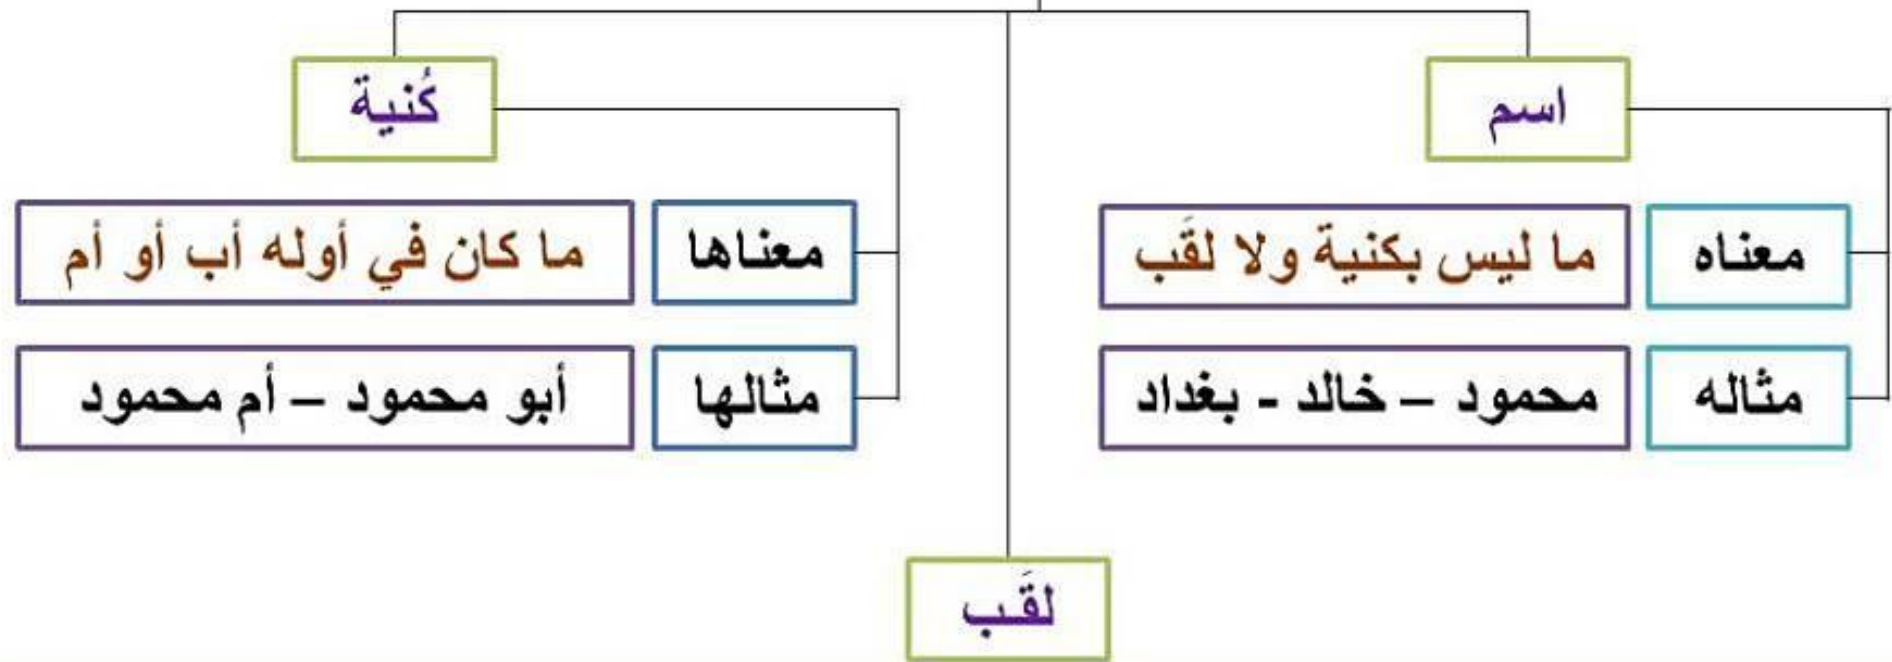 اسم
كُنية
معناه
ما ليس بكنية ولا لقَب
معناها
ما كان في أوله أب أو أم
مثاله
محمود – خالد - بغداد
مثالها
أبو محمود – أم محمود
لقَب